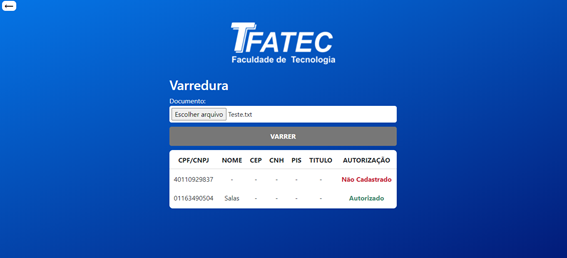 ←
TFATEC
Faculdade de Tecnologia
Varredura
Documento:
Escolher arquivo Teste.txt
VARRER
CPF/CNPJ NOME CEP CNH PIS TITULO AUTORIZAÇÃO
40110929837 - - - - - Não Cadastrado
01163490504 Salas - - - - Autorizado